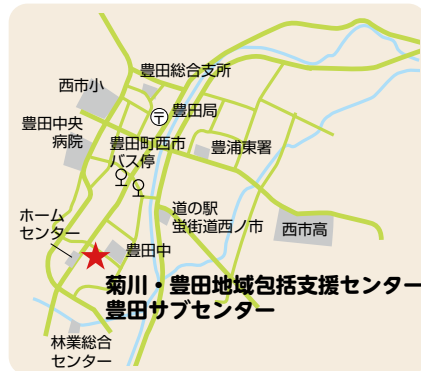 豊田総合支所
西市小
〒
豊田局
豊田中央
病院
豊田町西市
バス停
豊浦東署
道の駅
蛍街道西ノ市
西市高
ホーム
センター
豊田中
菊川・豊田地域包括支援センター
豊田サブセンター
林業総合
センター